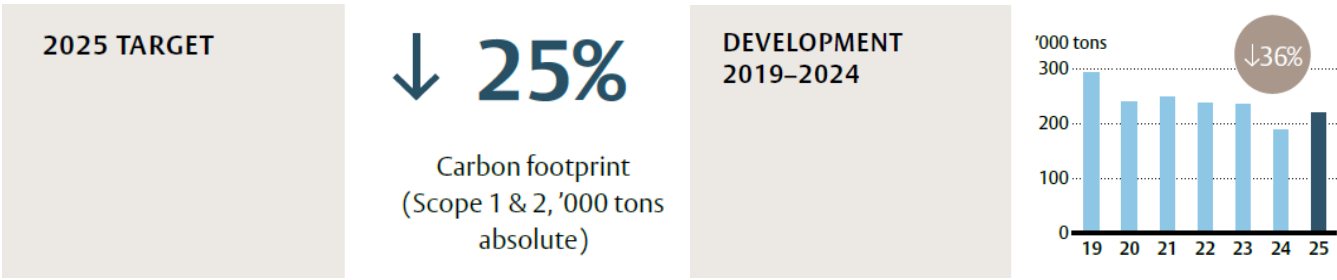 2025 TARGET
↓ 25%
Carbon footprint
(Scope 1 & 2, ’000 tons
absolute)
DEVELOPMENT
2019–2024
’000 tons
↓36%
300
200
100
0
19 20 21 22 23 24 25